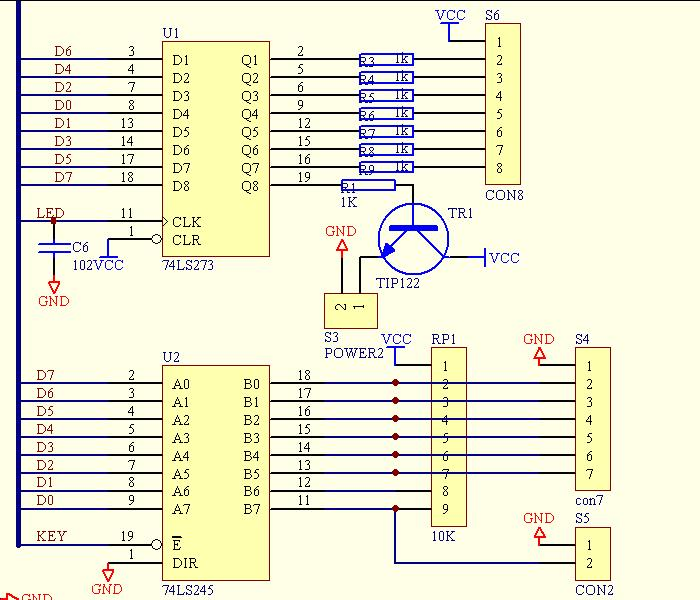 VCC S6
U1
D6 3 D1 Q1 2 R3 1k 1
D4 4 D2 Q2 5 R4 1k 2
D2 7 D3 Q3 6 R5 1k 3
D0 8 D4 Q4 9 R6 1k 4
D1 13 D5 Q5 12 R7 1k 5
D3 14 D6 Q6 15 R8 1k 6
D5 17 D7 Q7 16 R9 1k 7
D7 18 D8 Q8 19 R1 8
1K CON8
LED 11 CLK TR1
1 CLR GND
C6
102 VCC 74LS273 VCC
GND TIP122
2 1
S3
POWER2 VCC RP1 GND S4
U2
1 1
D7 2 A0 B0 18 2 2
D6 3 A1 B1 17 3 3
D5 4 A2 B2 16 4 4
D4 5 A3 B3 15 5 5
D3 6 A4 B4 14 6 6
D2 7 A5 B5 13 7 7
D1 8 A6 B6 12 8 con7
D0 9 A7 B7 11 9
GND S5
KEY 19 E 10K 1
1 DIR 2
GND 74LS245 CON2
GND